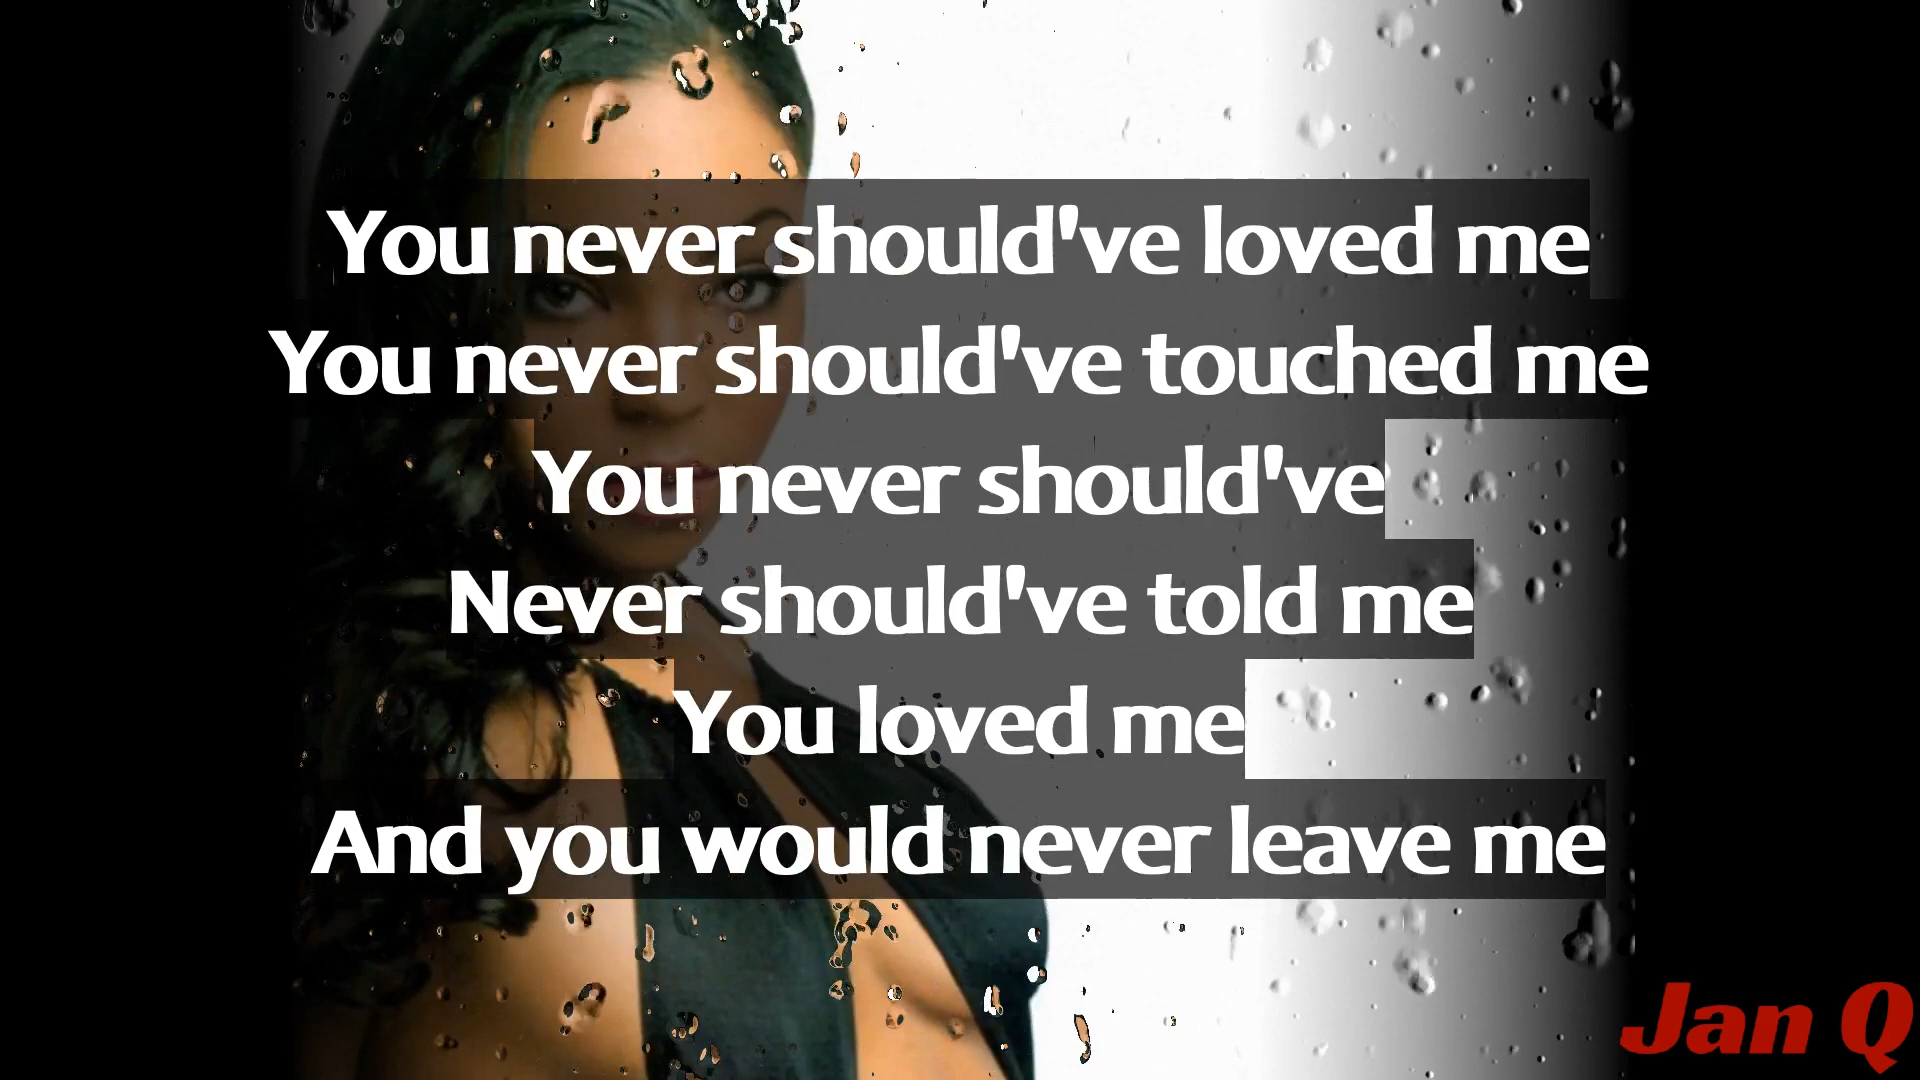 You never should've loved me
You never should've touched me
You never should've
Never should've told me
You loved me
And you would never leave me
Jan Q